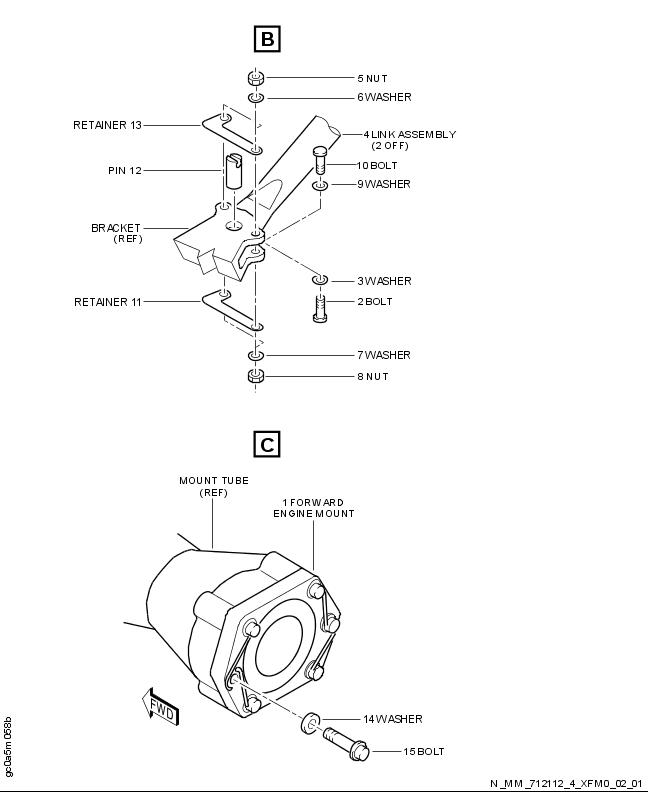 B
5 NUT
6 WASHER
RETAINER 13
4 LINK ASSEMBLY
(2 OFF)
10 BOLT
PIN 12
9 WASHER
BRACKET
(REF)
3 WASHER
RETAINER 11
2 BOLT
7 WASHER
8 NUT
C
MOUNT TUBE
(REF)
1 FORWARD
ENGINE MOUNT
FWD
14 WASHER
15 BOLT
gc0a5m058b
N_MM_712112_4_XFM0_02_01